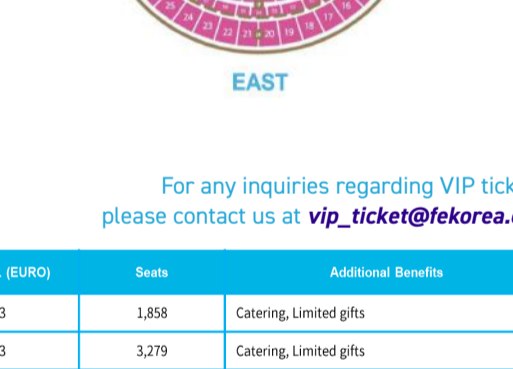 25 24 23 22 21 20 19 18 17 16
EAST
For any inquiries regarding VIP
please contact us at vip_ticket@fekorea.
(EURO) Seats Additional Benefits
3 1,858 Catering, Limited gifts
3 3,279 Catering, Limited gifts